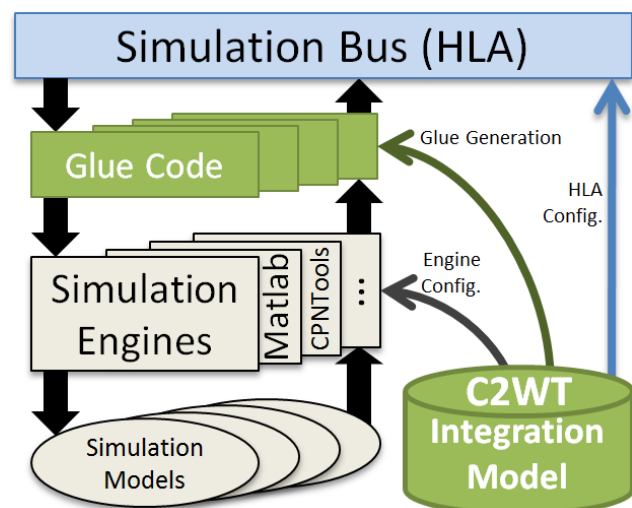 Simulation Bus (HLA)
Glue Code
Glue Generation
HLA
Config.
Simulation
Engines
Matlab
CPNTools
...
Engine
Config.
Simulation
Models
C2WT
Integration
Model